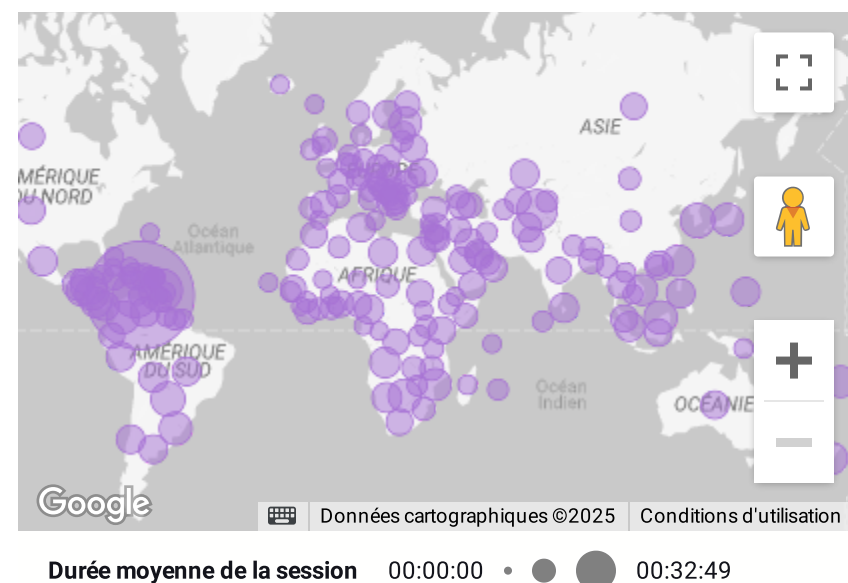 ASIE
MÉRIQUE
DU NORD
Océan
Atlantique
AFRIQUE
AMÉRIQUE
DU SUD
Océan
Indien
OCÉANIE
Google
Données cartographiques ©2025
Conditions d'utilisation
Durée moyenne de la session 00:00:00 00:32:49